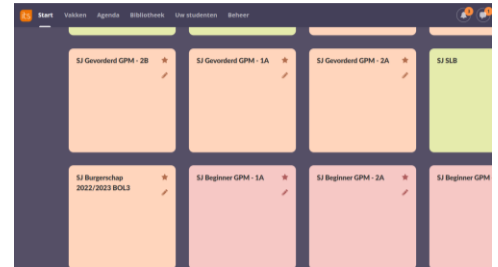 Start Vakken Agenda Bibliotheek Uw studenten Beheer
SJ Gevorderd GPM - 2B
SJ Gevorderd GPM - 1A
SJ Gevorderd GPM - 2A
SJ SLB
SJ Burgerschap
2022/2023 BOL3
SJ Beginner GPM - 1A
SJ Beginner GPM - 2A
SJ Beginner GPM